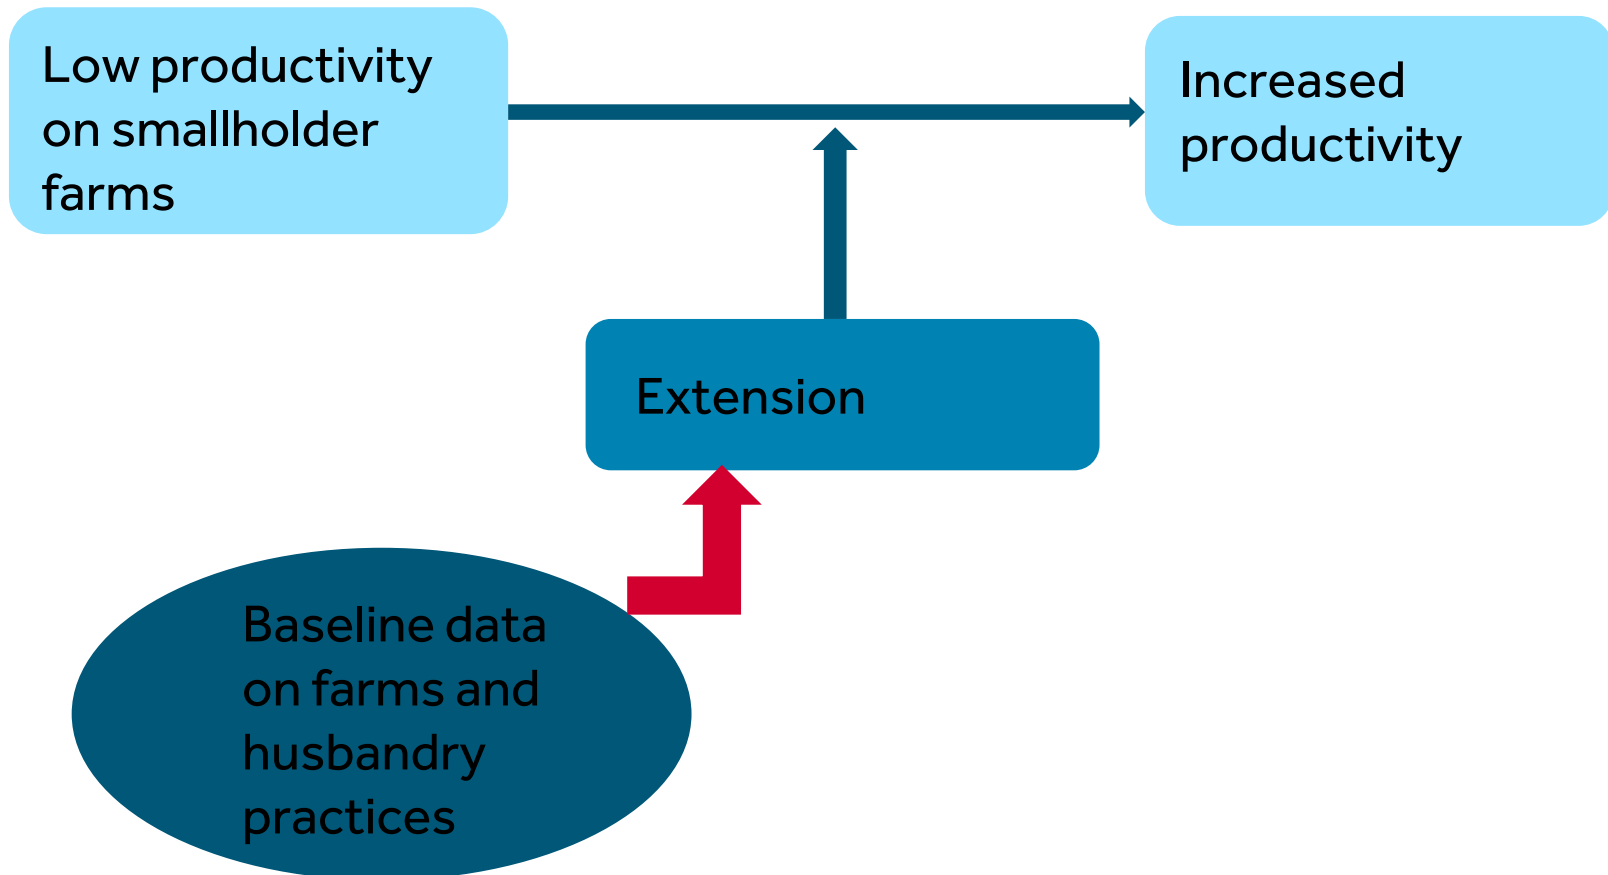 Low productivity
on smallholder
farms
Increased
productivity
Extension
Baseline data
on farms and
husbandry
practices